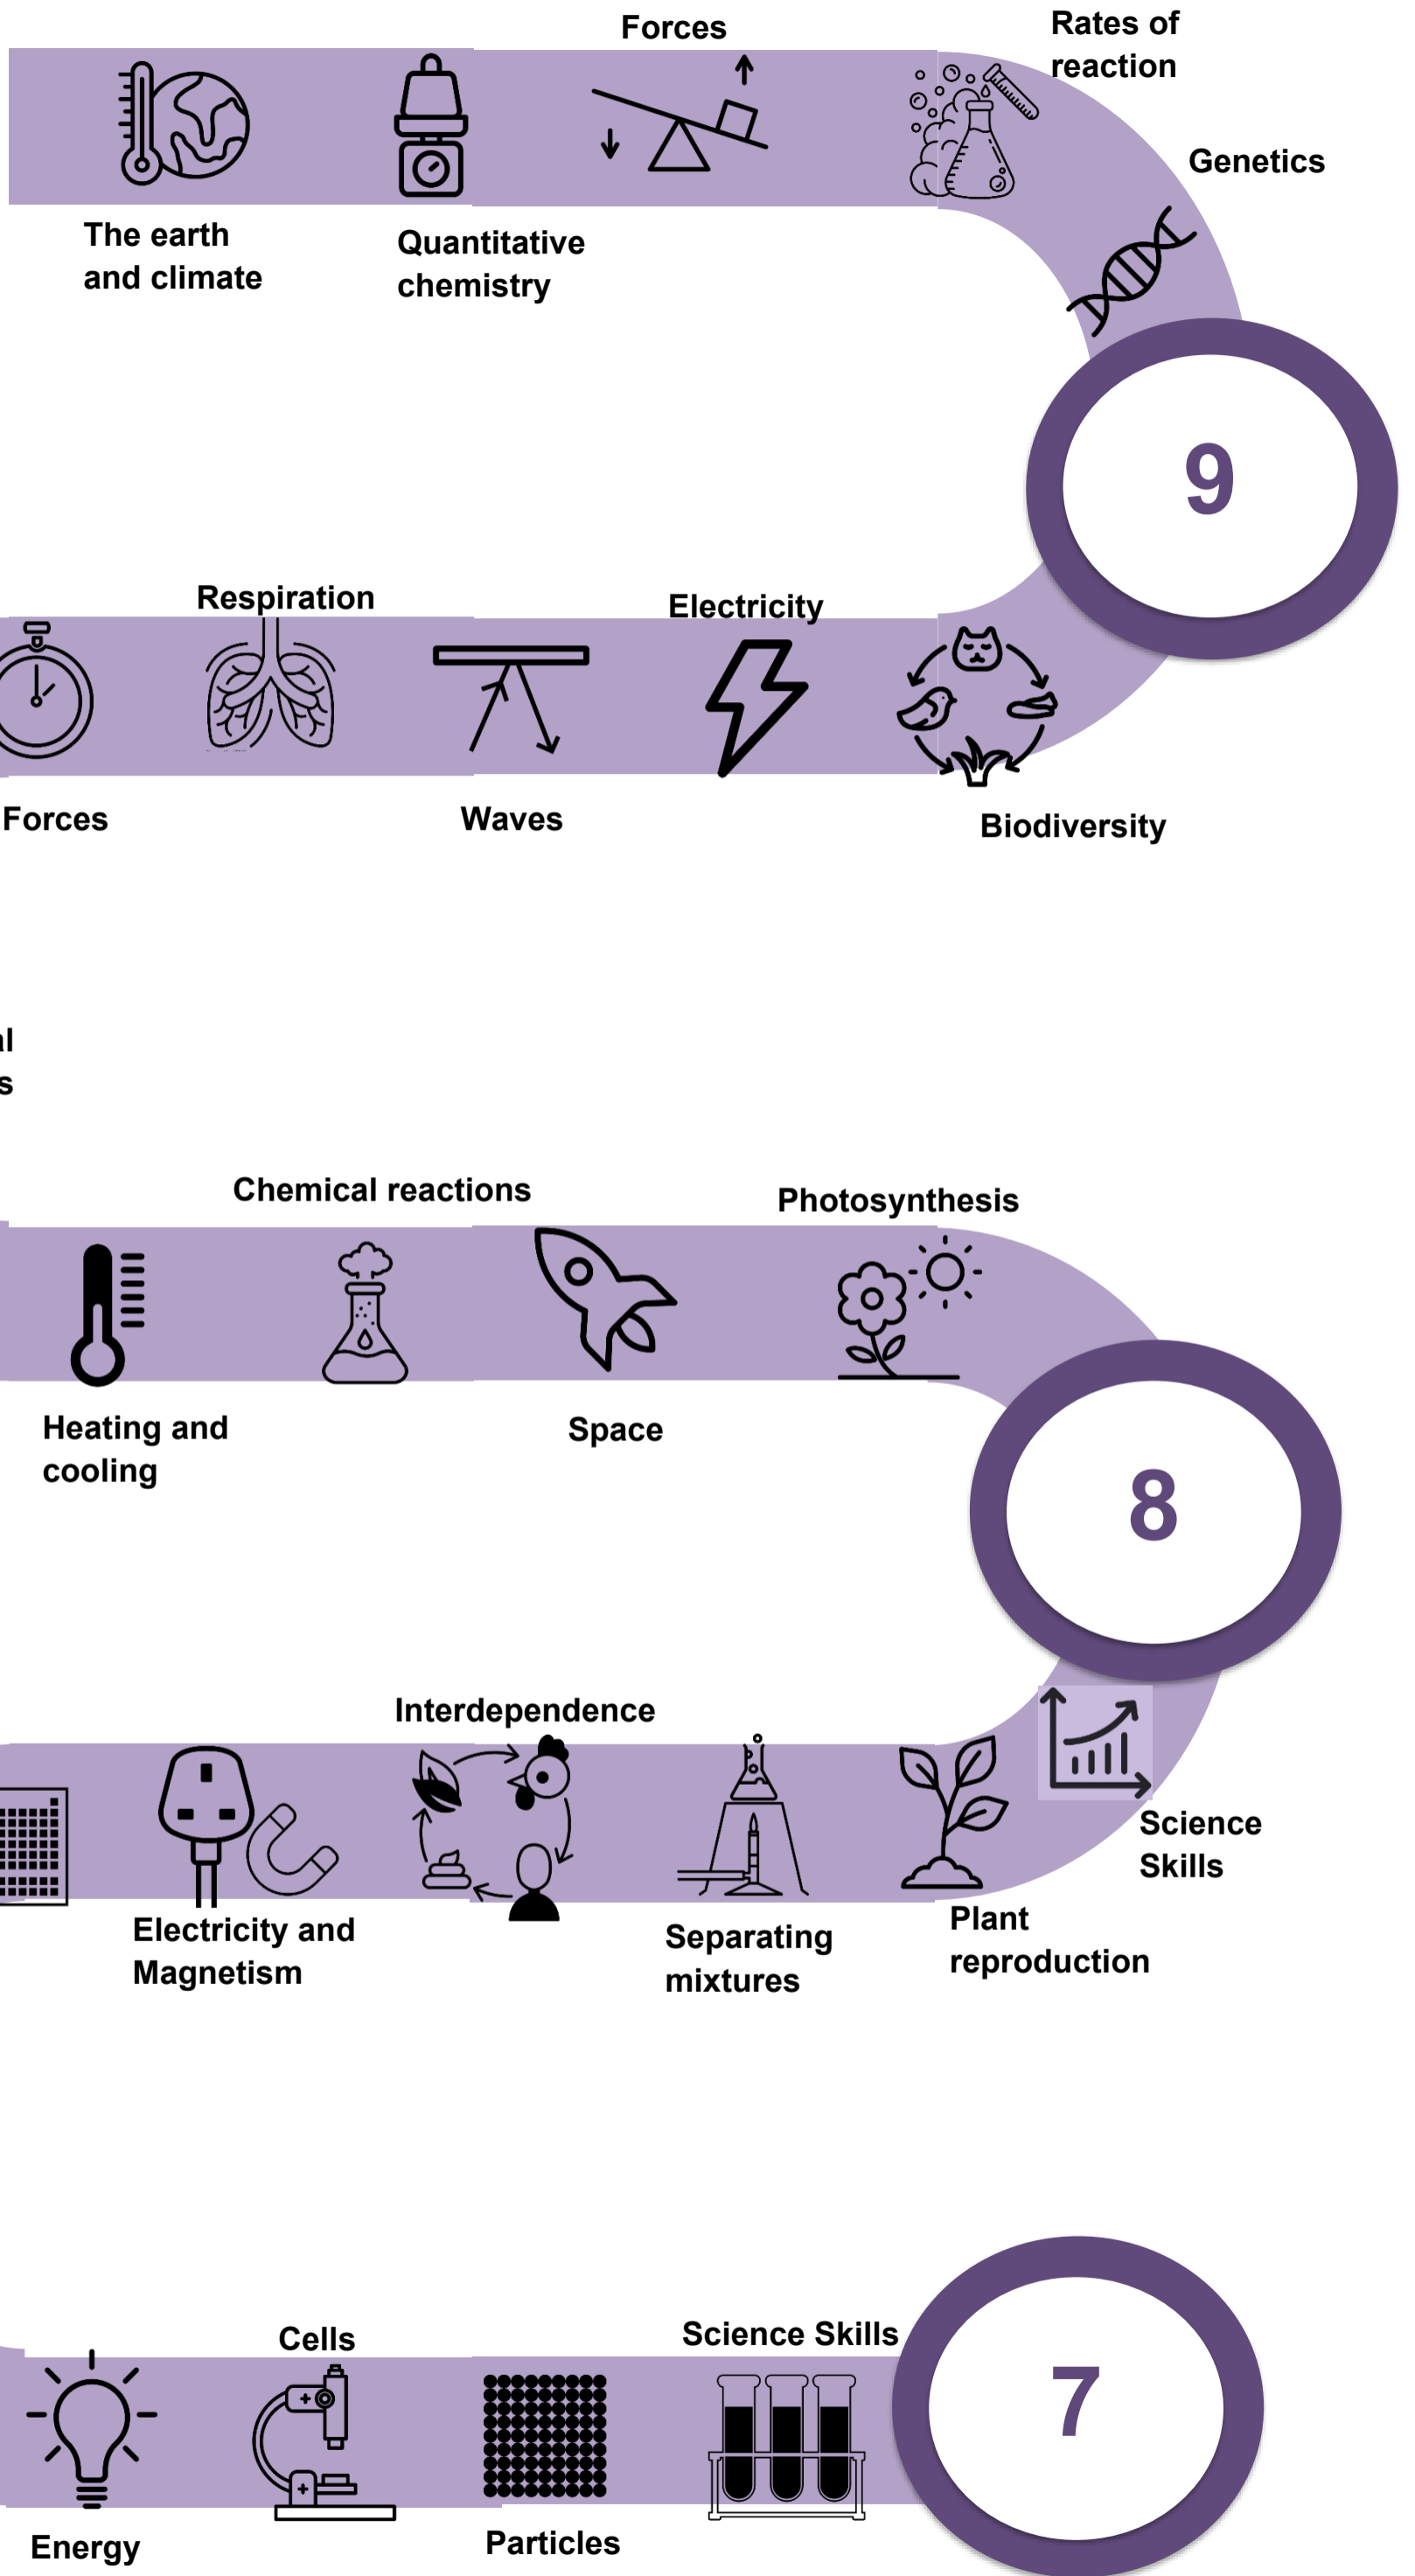 Forces
Rates of
reaction
Genetics
The earth
and climate
Quantitative
chemistry
9
Respiration
Electricity
Forces
Waves
Biodiversity
Chemical reactions
Photosynthesis
Heating and
cooling
Space
8
Interdependence
Science
Skills
Electricity and
Magnetism
Separating
mixtures
Plant
reproduction
Cells
Science Skills
7
Energy
Particles